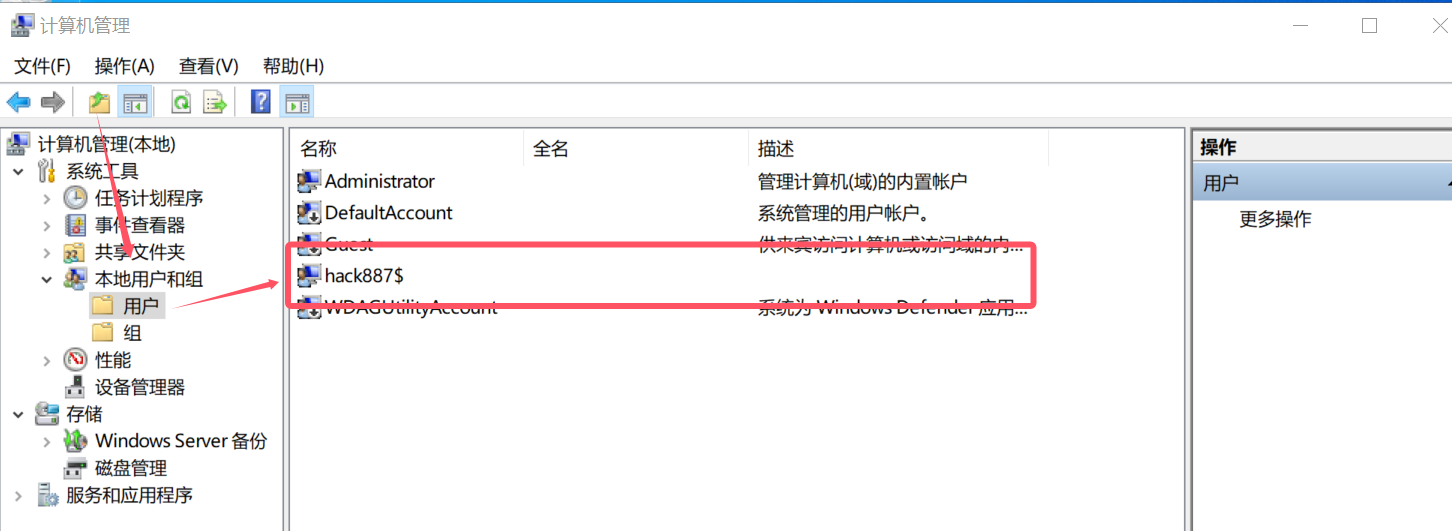 计算机管理
文件(F) 操作(A) 查看(V) 帮助(H)
计算机管理(本地)
系统工具
任务计划程序
事件查看器
共享文件夹
本地用户和组
用户
组
性能
设备管理器
存储
Windows Server 备份
磁盘管理
服务和应用程序
名称 全名 描述
Administrator 管理计算机(域)的内置帐户
DefaultAccount 系统管理的用户帐户。
Guest 供来宾访问计算机或访问域的内...
hack887$
WDAGUtilityAccount 系统为 Windows Defender 应用...
操作
用户
更多操作